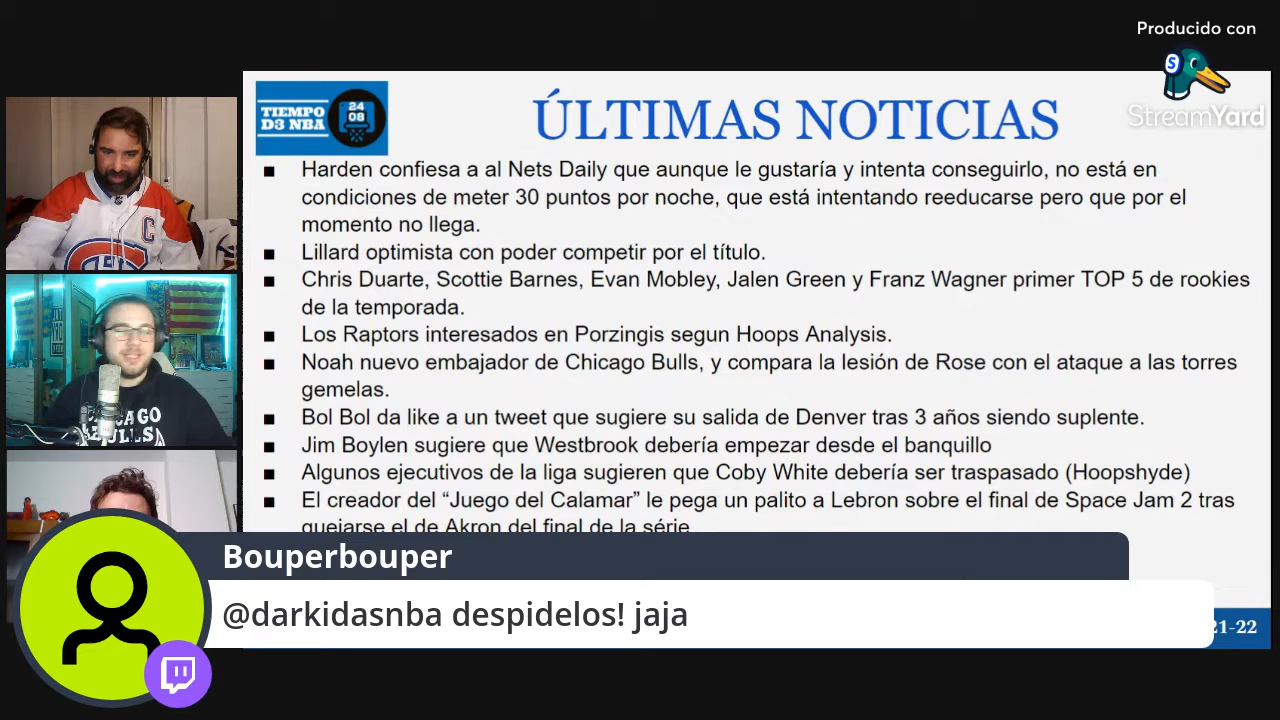 Producido con
StreamYard
TIEMPO
D3 NBA
24
08
ÚLTIMAS NOTICIAS
Harden confiesa a al Nets Daily que aunque le gustaría y intenta conseguirlo, no está en
condiciones de meter 30 puntos por noche, que está intentando reeducarse pero que por el
momento no llega.
Lillard optimista con poder competir por el título.
Chris Duarte, Scottie Barnes, Evan Mobley, Jalen Green y Franz Wagner primer TOP 5 de rookies
de la temporada.
Los Raptors interesados en Porzingis segun Hoops Analysis.
Noah nuevo embajador de Chicago Bulls, y compara la lesión de Rose con el ataque a las torres
gemelas.
Bol Bol da like a un tweet que sugiere su salida de Denver tras 3 años siendo suplente.
Jim Boylen sugiere que Westbrook debería empezar desde el banquillo
Algunos ejecutivos de la liga sugieren que Coby White debería ser traspasado (Hoopshyde)
El creador del “Juego del Calamar” le pega un palito a Lebron sobre el final de Space Jam 2 tras
quejarse el de Akron del final de la série
Bouperbouper
@darkidasnba despidelos! jaja
21-22